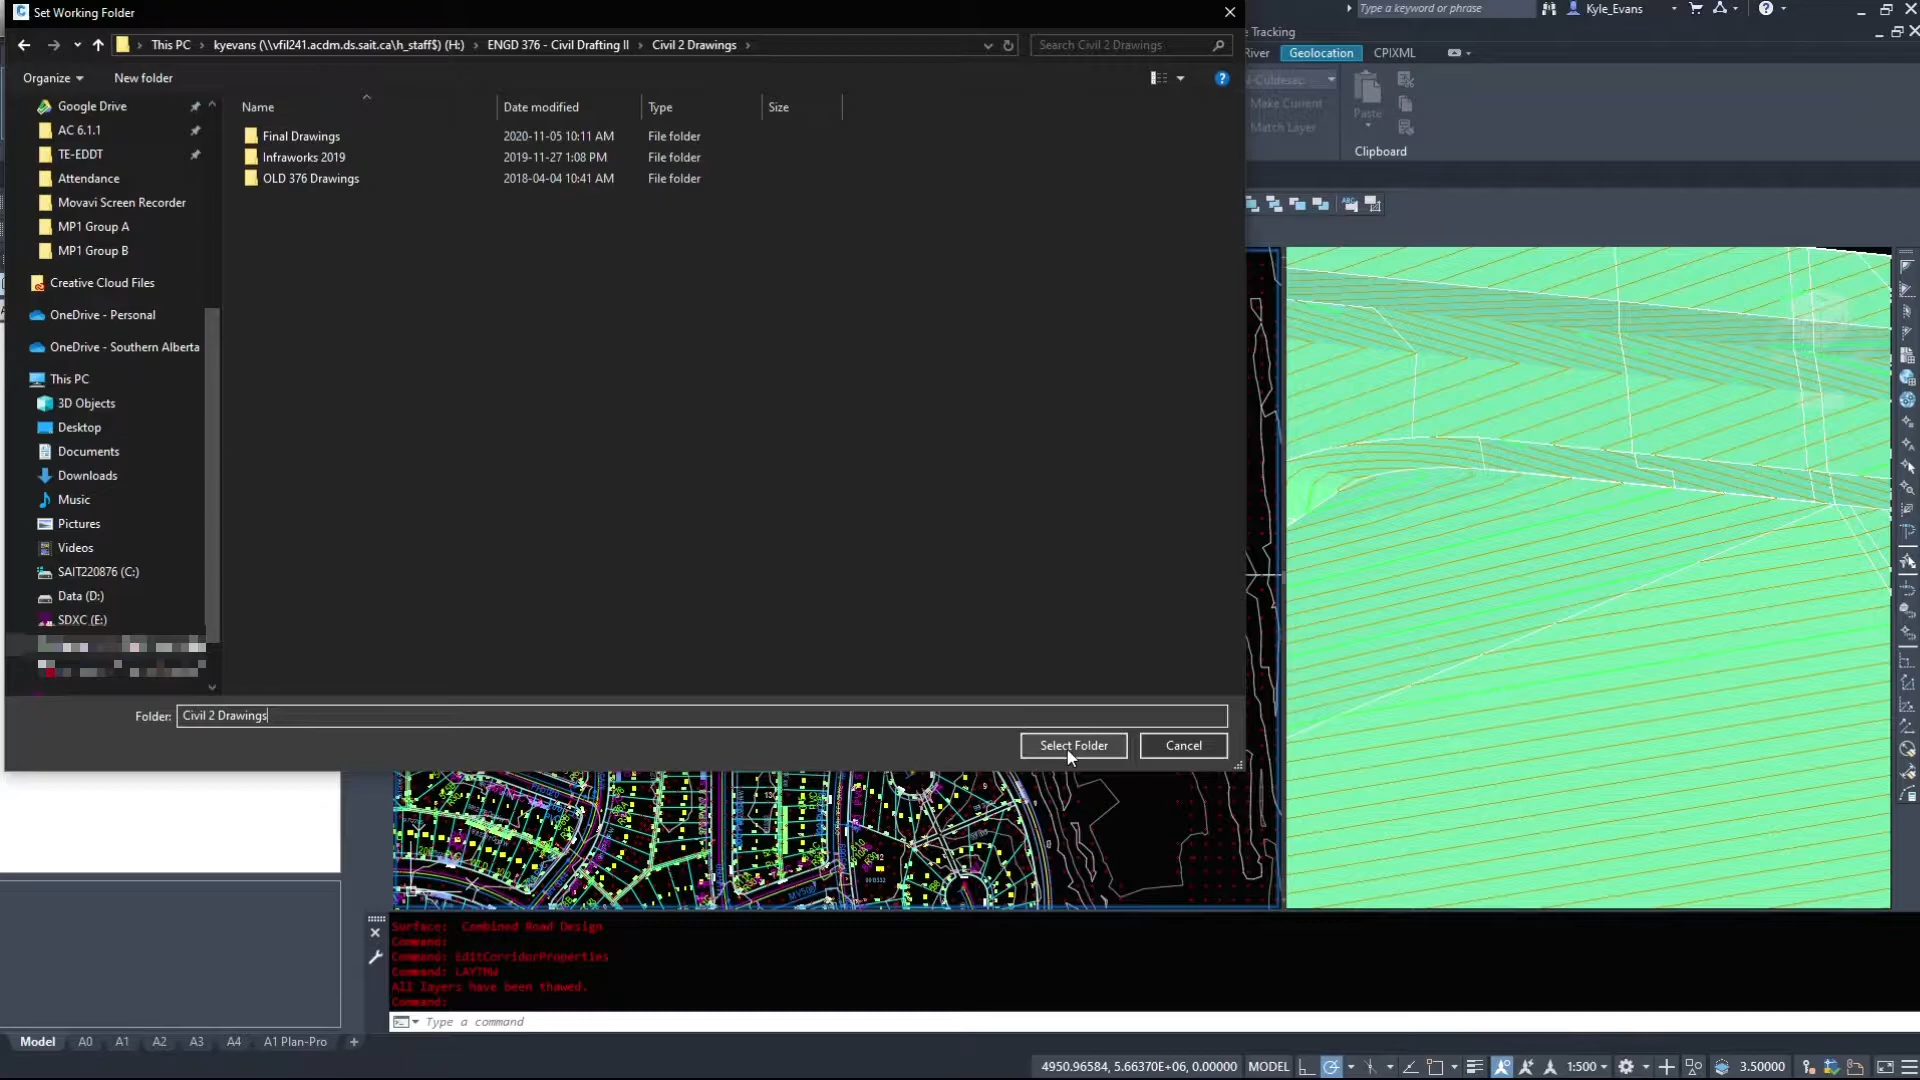 Set Working Folder
Type a keyword or phrase
Kyle_Evans
This PC
kyevans (\\vfil241.acdm.ds.sait.ca\h_staff$) (H:)
ENGD 376 - Civil Drafting II
Civil 2 Drawings
Search Civil 2 Drawings
Tracking
River
Geolocation
CPIXML
Organize
New folder
Name
Date modified
Type
Size
Final Drawings
2020-11-05 10:11 AM
File folder
Infraworks 2019
2019-11-27 1:08 PM
File folder
OLD 376 Drawings
2018-04-04 10:41 AM
File folder
Google Drive
AC 6.1.1
TE-EDDT
Attendance
Movavi Screen Recorder
MP1 Group A
MP1 Group B
Creative Cloud Files
OneDrive - Personal
OneDrive - Southern Alberta
This PC
3D Objects
Desktop
Documents
Downloads
Music
Pictures
Videos
SAIT220876 (C:)
Data (D:)
SDXC (E:)
-Culdesac
Make Current
Match Layer
Paste
Clipboard
Folder:
Civil 2 Drawings
Select Folder
Cancel
Surface: Combined Road Design
Command:
Command: EditCorridorProperties
Command: LAYTHW
All layers have been thawed.
Command:
Type a command
Model
A0
A1
A2
A3
A4
A1 Plan-Pro
4950.96584, 5.66370E+06, 0.00000
MODEL
1:500
3.50000